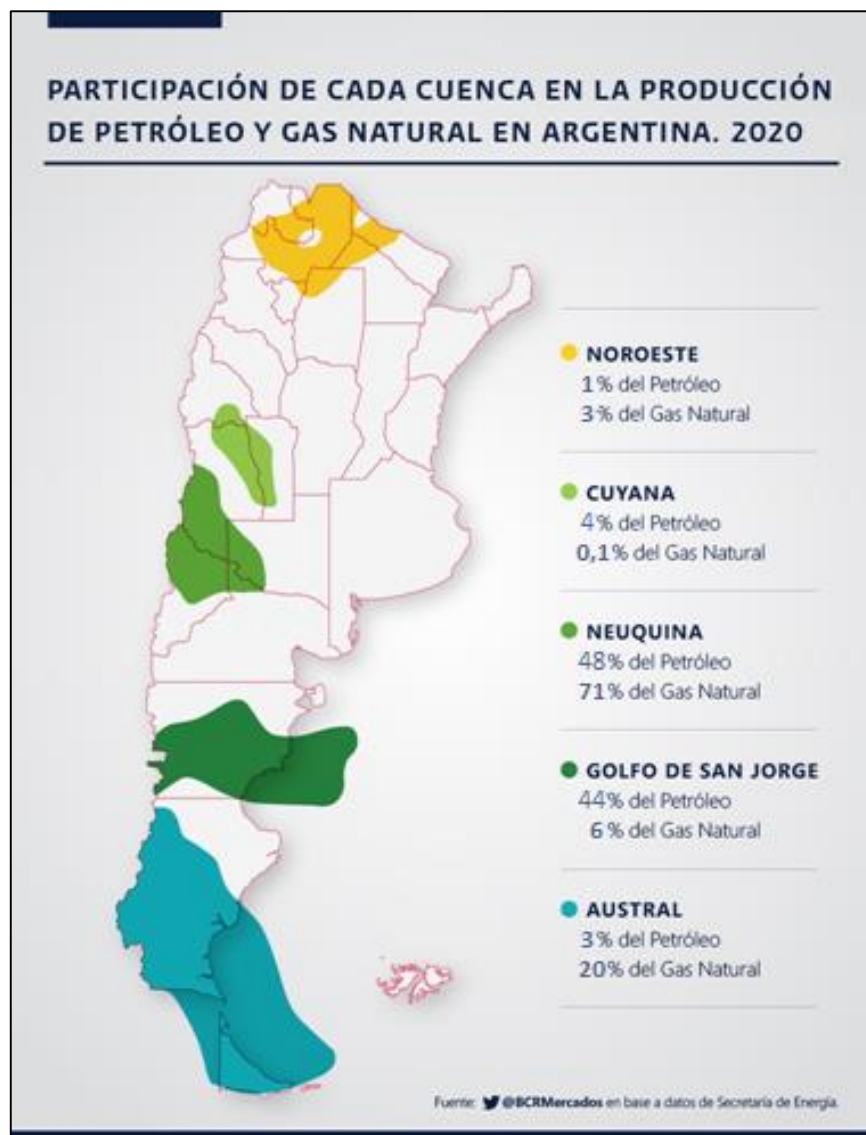 PARTICIPACIÓN DE CADA CUENCA EN LA PRODUCCIÓN
DE PETRÓLEO Y GAS NATURAL EN ARGENTINA. 2020
NOROESTE
1% del Petróleo
3% del Gas Natural
CUYANA
4% del Petróleo
0,1% del Gas Natural
NEUQUINA
48% del Petróleo
71% del Gas Natural
GOLFO DE SAN JORGE
44% del Petróleo
6% del Gas Natural
AUSTRAL
3% del Petróleo
20% del Gas Natural
Fuente: @BCRMercados en base a datos de Secretaría de Energía.